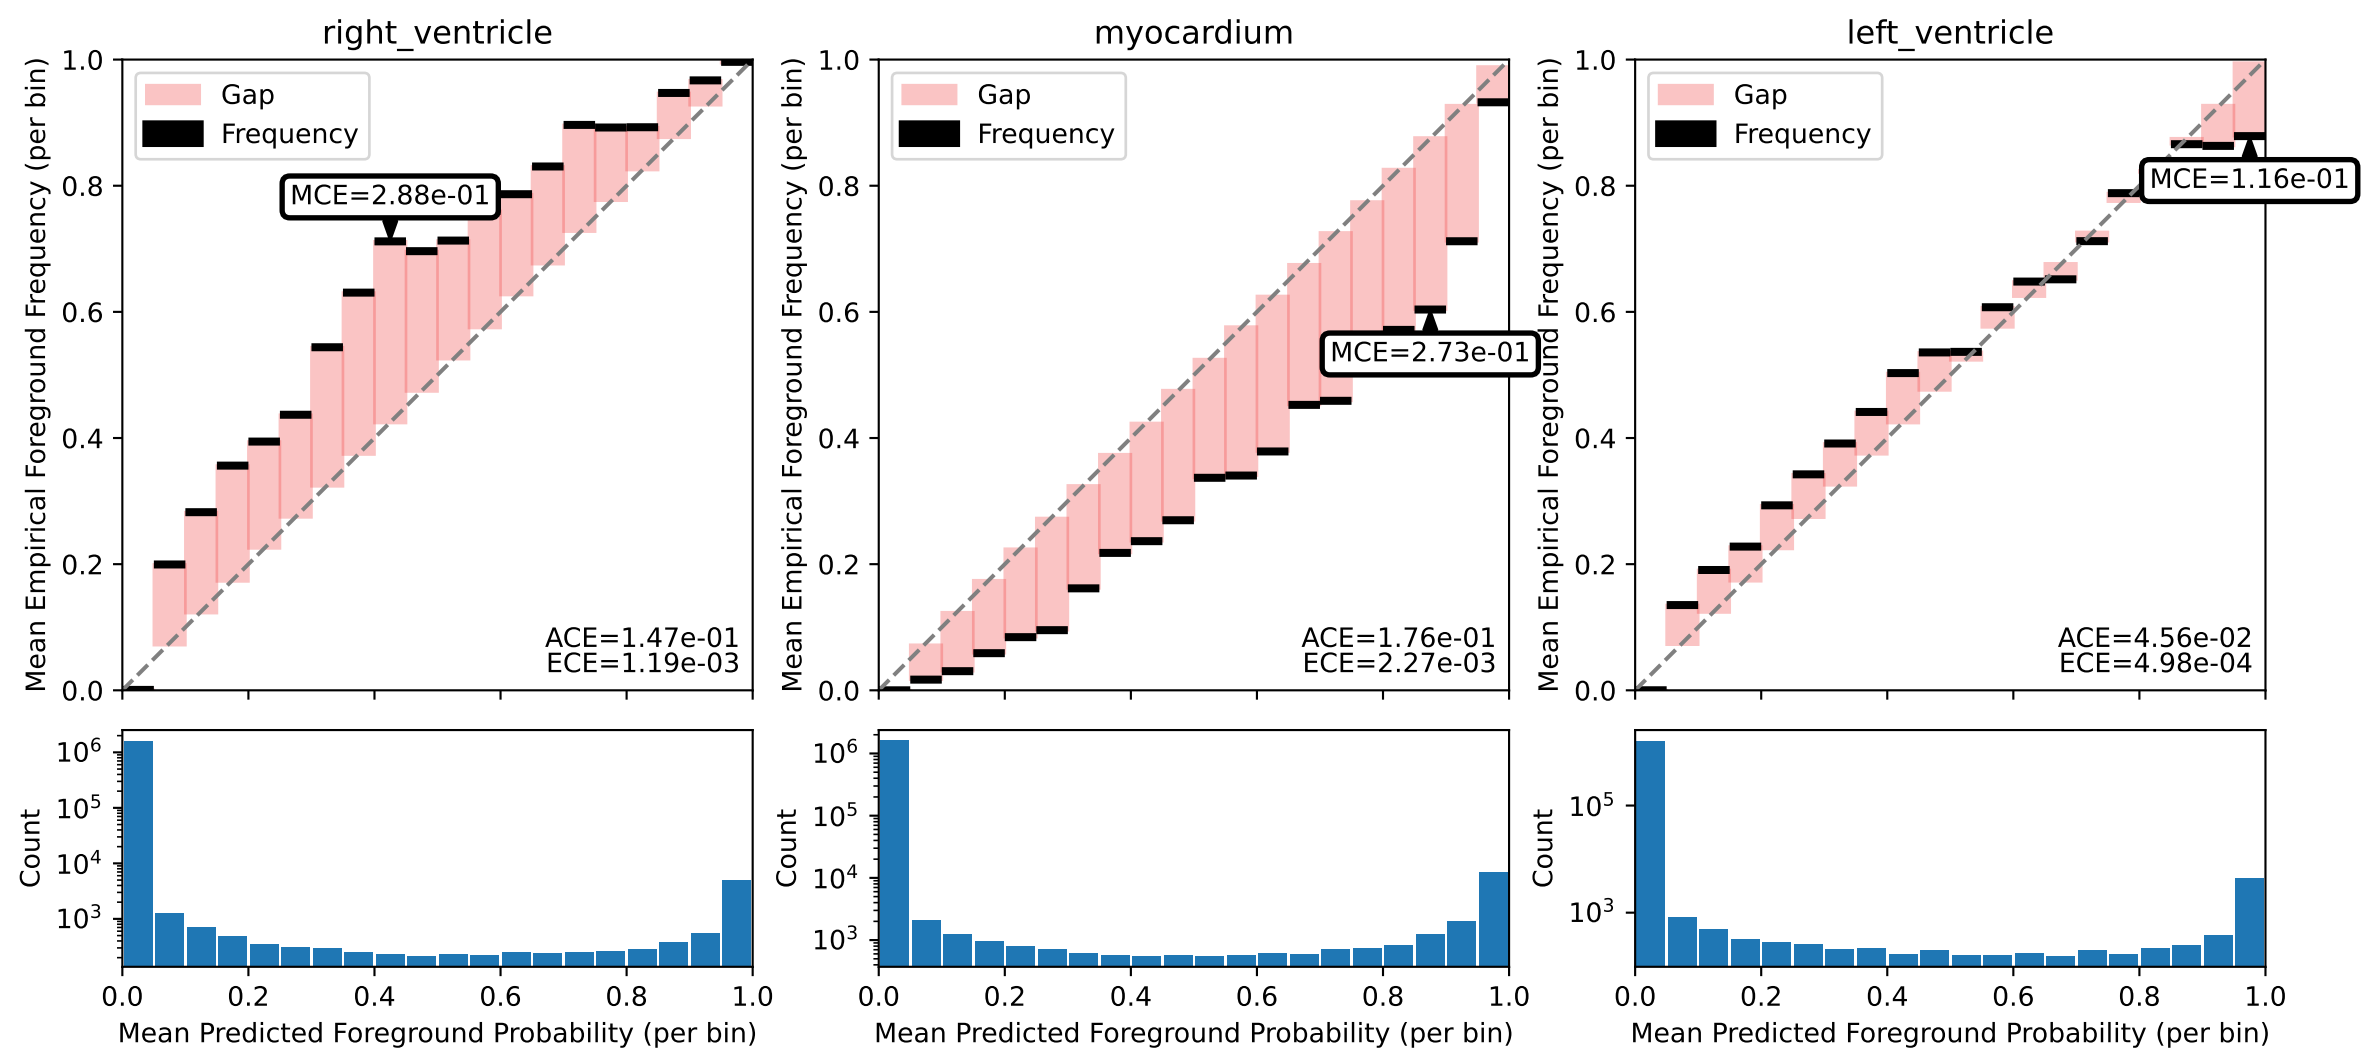 right_ventricle
Mean Empirical Foreground Frequency (per bin)
1.0
0.8
0.6
0.4
0.2
0.0
Gap
Frequency
MCE=2.88e-01
ACE=1.47e-01
ECE=1.19e-03
myocardium
Mean Empirical Foreground Frequency (per bin)
1.0
0.8
0.6
0.4
0.2
0.0
Gap
Frequency
MCE=2.73e-01
ACE=1.76e-01
ECE=2.27e-03
left_ventricle
Mean Empirical Foreground Frequency (per bin)
1.0
0.8
0.6
0.4
0.2
0.0
Gap
Frequency
MCE=1.16e-01
ACE=4.56e-02
ECE=4.98e-04
Count
10⁶
10⁵
10⁴
10³
0.0 0.2 0.4 0.6 0.8 1.0
Mean Predicted Foreground Probability (per bin)
Count
10⁶
10⁵
10⁴
10³
0.0 0.2 0.4 0.6 0.8 1.0
Mean Predicted Foreground Probability (per bin)
Count
10⁵
10³
0.0 0.2 0.4 0.6 0.8 1.0
Mean Predicted Foreground Probability (per bin)